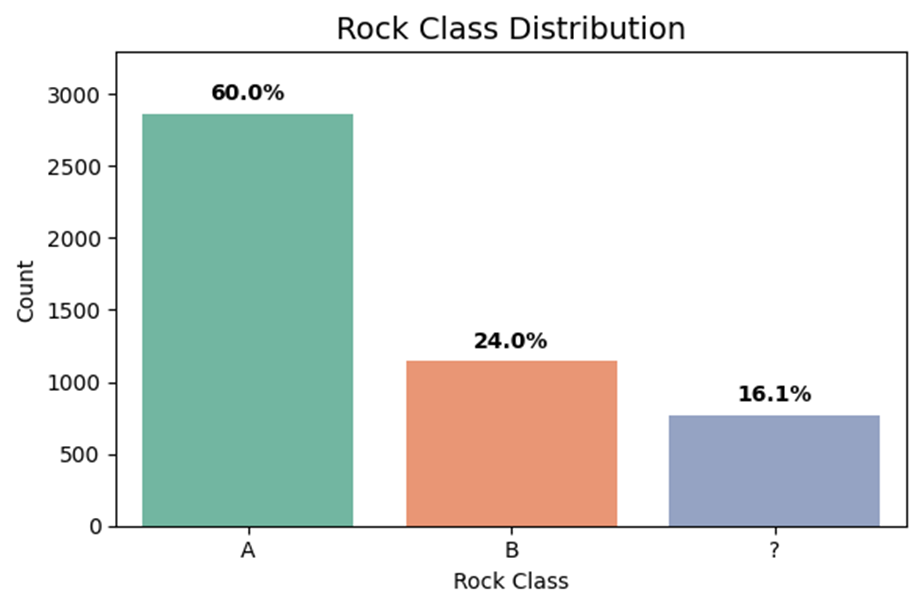 Rock Class Distribution
60.0%
24.0%
16.1%
Count
3000
2500
2000
1500
1000
500
0
A
B
?
Rock Class